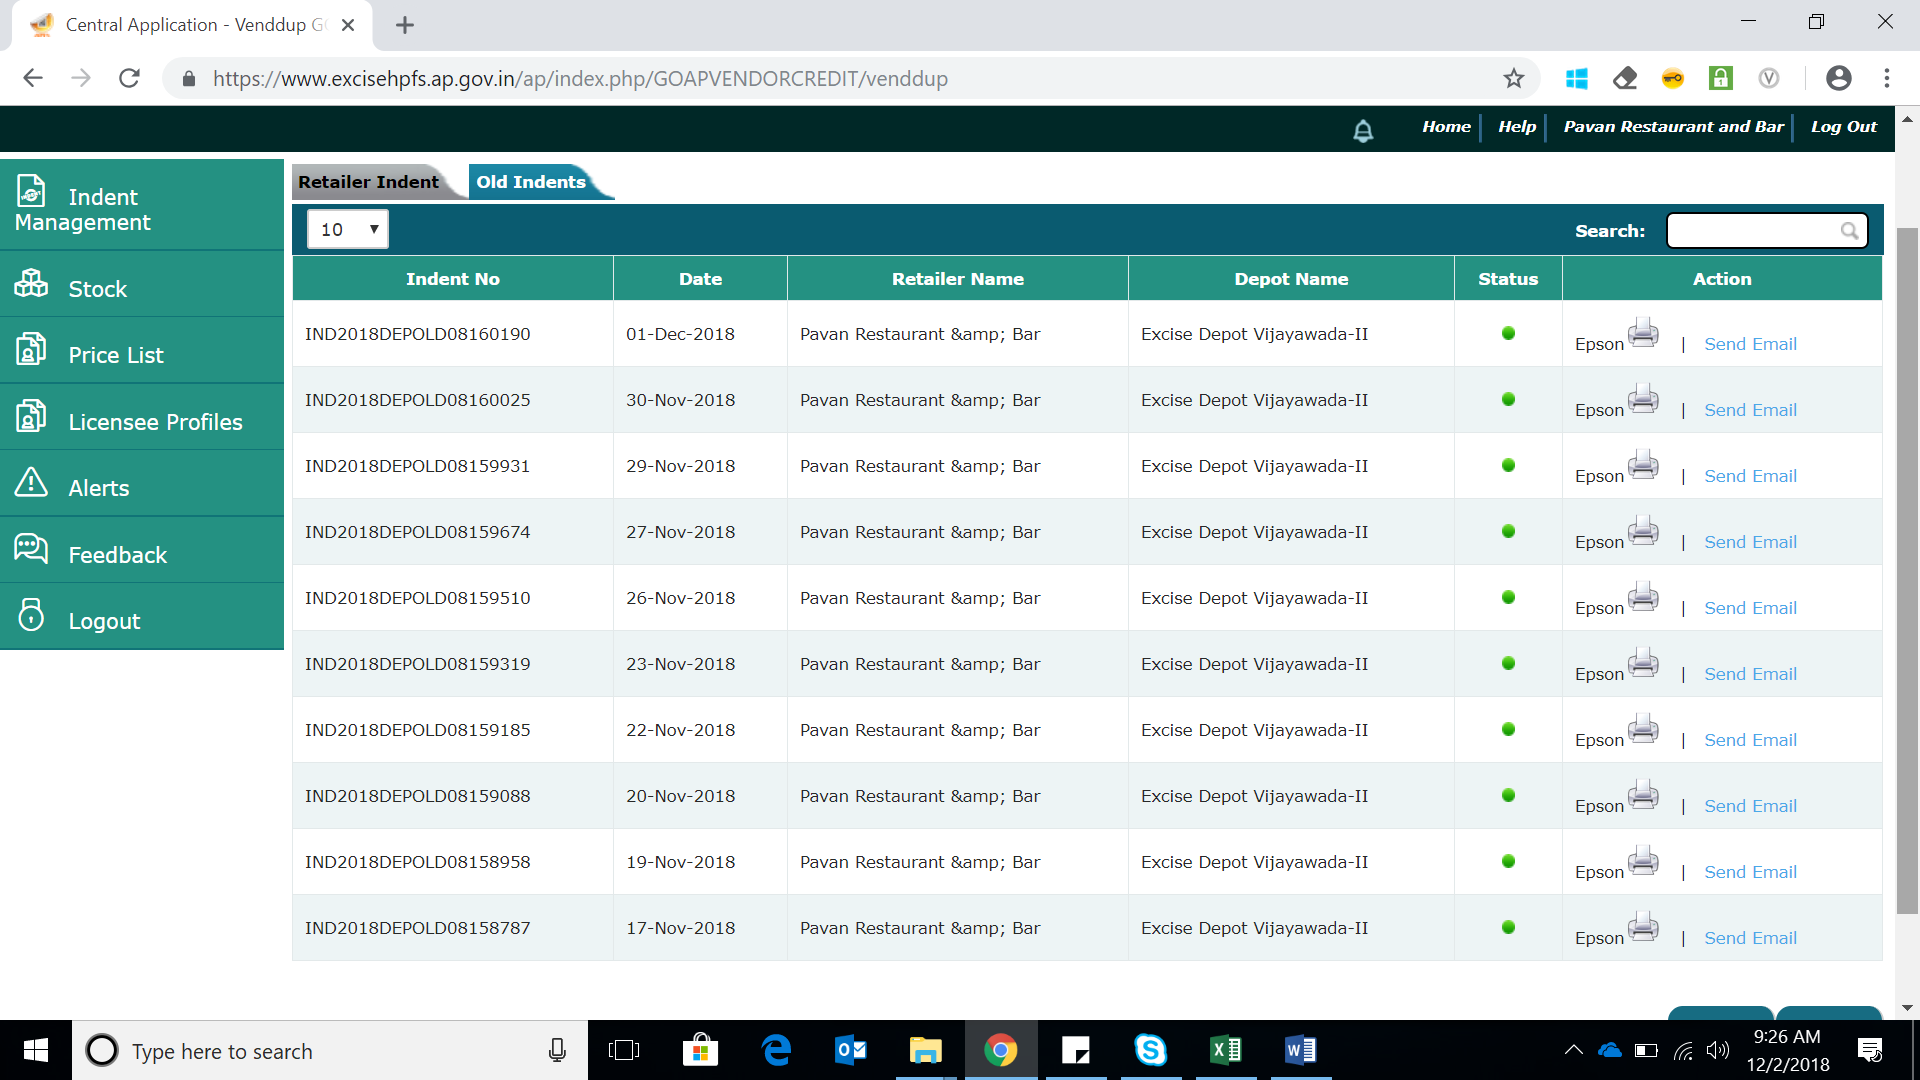 Central Application - Venddup G
https://www.excisehpfs.ap.gov.in/ap/index.php/GOAPVENDORCREDIT/venddup
Home Help Pavan Restaurant and Bar Log Out
Indent
Management
Stock
Price List
Licensee Profiles
Alerts
Feedback
Logout
Retailer Indent Old Indents
10 Search:
Indent No Date Retailer Name Depot Name Status Action
IND2018DEPOLD08160190 01-Dec-2018 Pavan Restaurant &amp; Bar Excise Depot Vijayawada-II Epson | Send Email
IND2018DEPOLD08160025 30-Nov-2018 Pavan Restaurant &amp; Bar Excise Depot Vijayawada-II Epson | Send Email
IND2018DEPOLD08159931 29-Nov-2018 Pavan Restaurant &amp; Bar Excise Depot Vijayawada-II Epson | Send Email
IND2018DEPOLD08159674 27-Nov-2018 Pavan Restaurant &amp; Bar Excise Depot Vijayawada-II Epson | Send Email
IND2018DEPOLD08159510 26-Nov-2018 Pavan Restaurant &amp; Bar Excise Depot Vijayawada-II Epson | Send Email
IND2018DEPOLD08159319 23-Nov-2018 Pavan Restaurant &amp; Bar Excise Depot Vijayawada-II Epson | Send Email
IND2018DEPOLD08159185 22-Nov-2018 Pavan Restaurant &amp; Bar Excise Depot Vijayawada-II Epson | Send Email
IND2018DEPOLD08159088 20-Nov-2018 Pavan Restaurant &amp; Bar Excise Depot Vijayawada-II Epson | Send Email
IND2018DEPOLD08158958 19-Nov-2018 Pavan Restaurant &amp; Bar Excise Depot Vijayawada-II Epson | Send Email
IND2018DEPOLD08158787 17-Nov-2018 Pavan Restaurant &amp; Bar Excise Depot Vijayawada-II Epson | Send Email
Type here to search
9:26 AM
12/2/2018